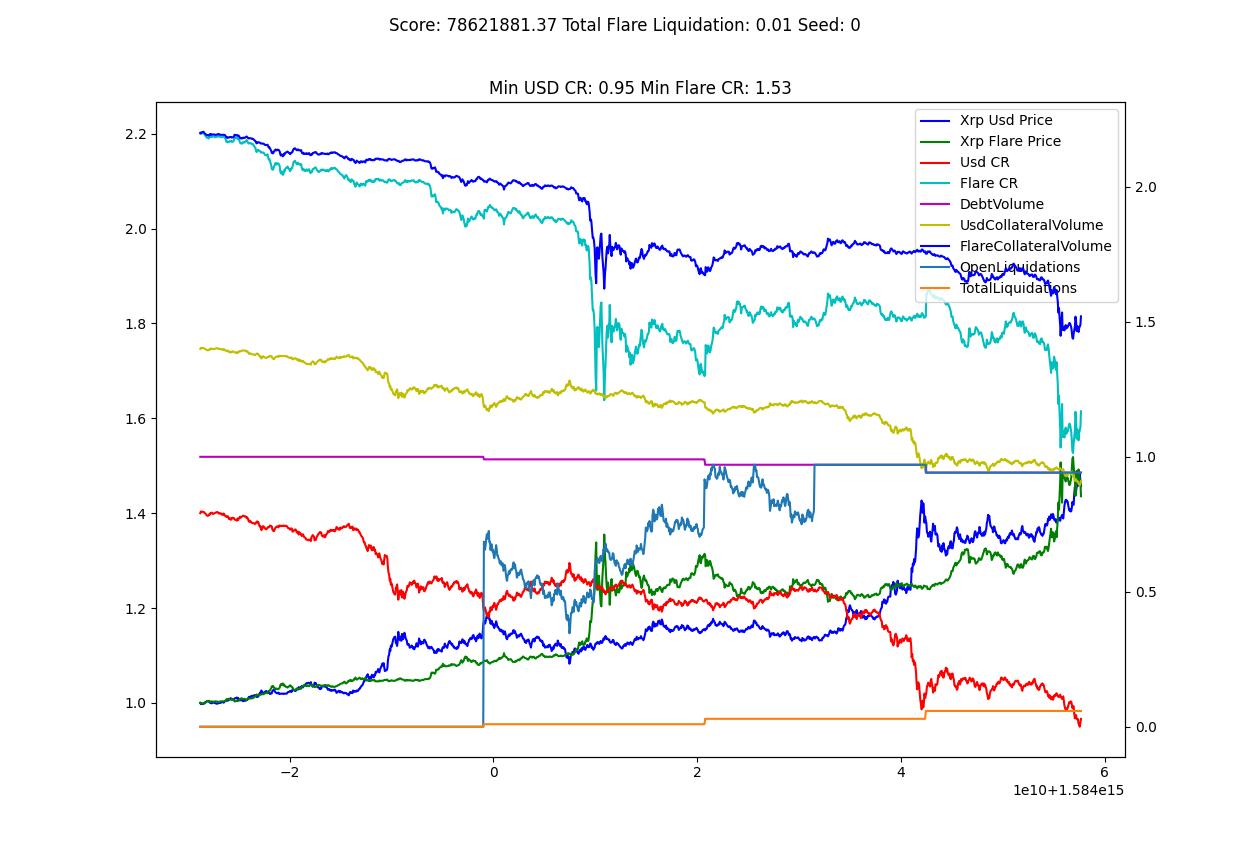 Score: 78621881.37 Total Flare Liquidation: 0.01 Seed: 0
Min USD CR: 0.95 Min Flare CR: 1.53
Xrp Usd Price
Xrp Flare Price
Usd CR
Flare CR
DebtVolume
UsdCollateralVolume
FlareCollateralVolume
OpenLiquidations
TotalLiquidations
2.2
2.0
1.8
1.6
1.4
1.2
1.0
2.0
1.5
1.0
0.5
0.0
−2
0
2
4
6
1e10+1.584e15